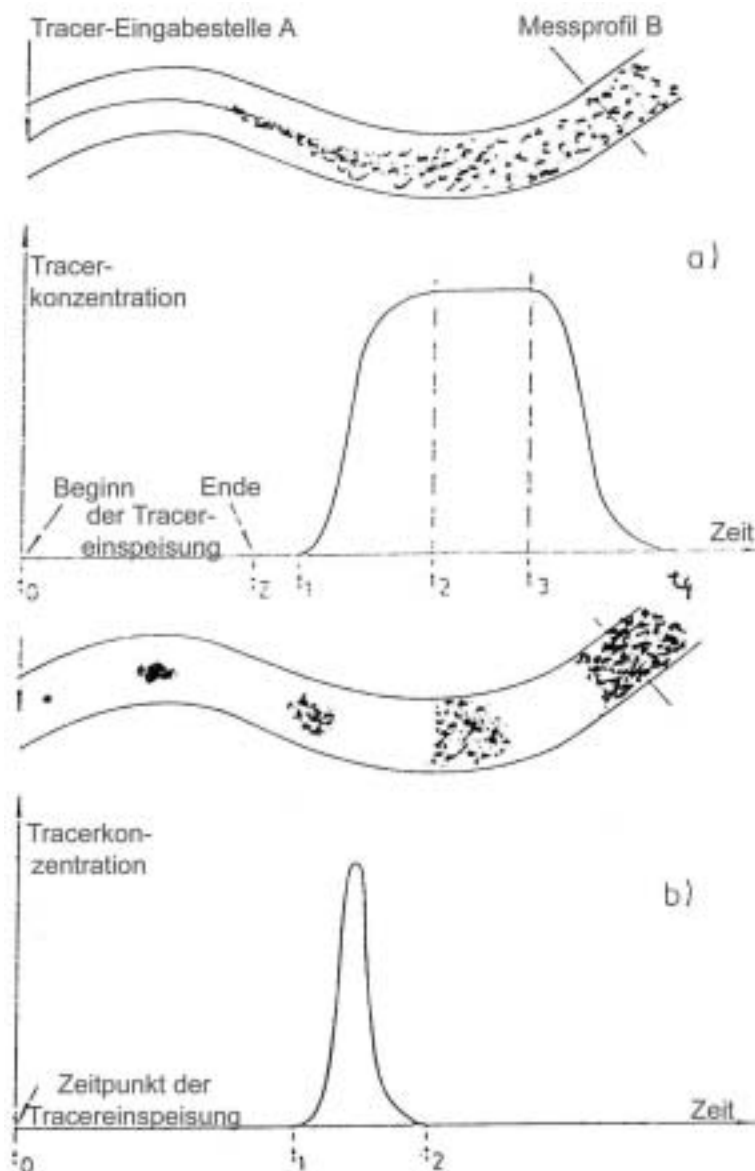 Tracer-Eingabestelle A
Messprofil B
a)
Tracer-
konzentration
Beginn
Ende
der Tracer-
einspeisung
Zeit
t0
tz
t1
t2
t3
t4
Tracerkon-
zentration
b)
Zeitpunkt der
Tracereinspeisung
Zeit
t0
t1
t2